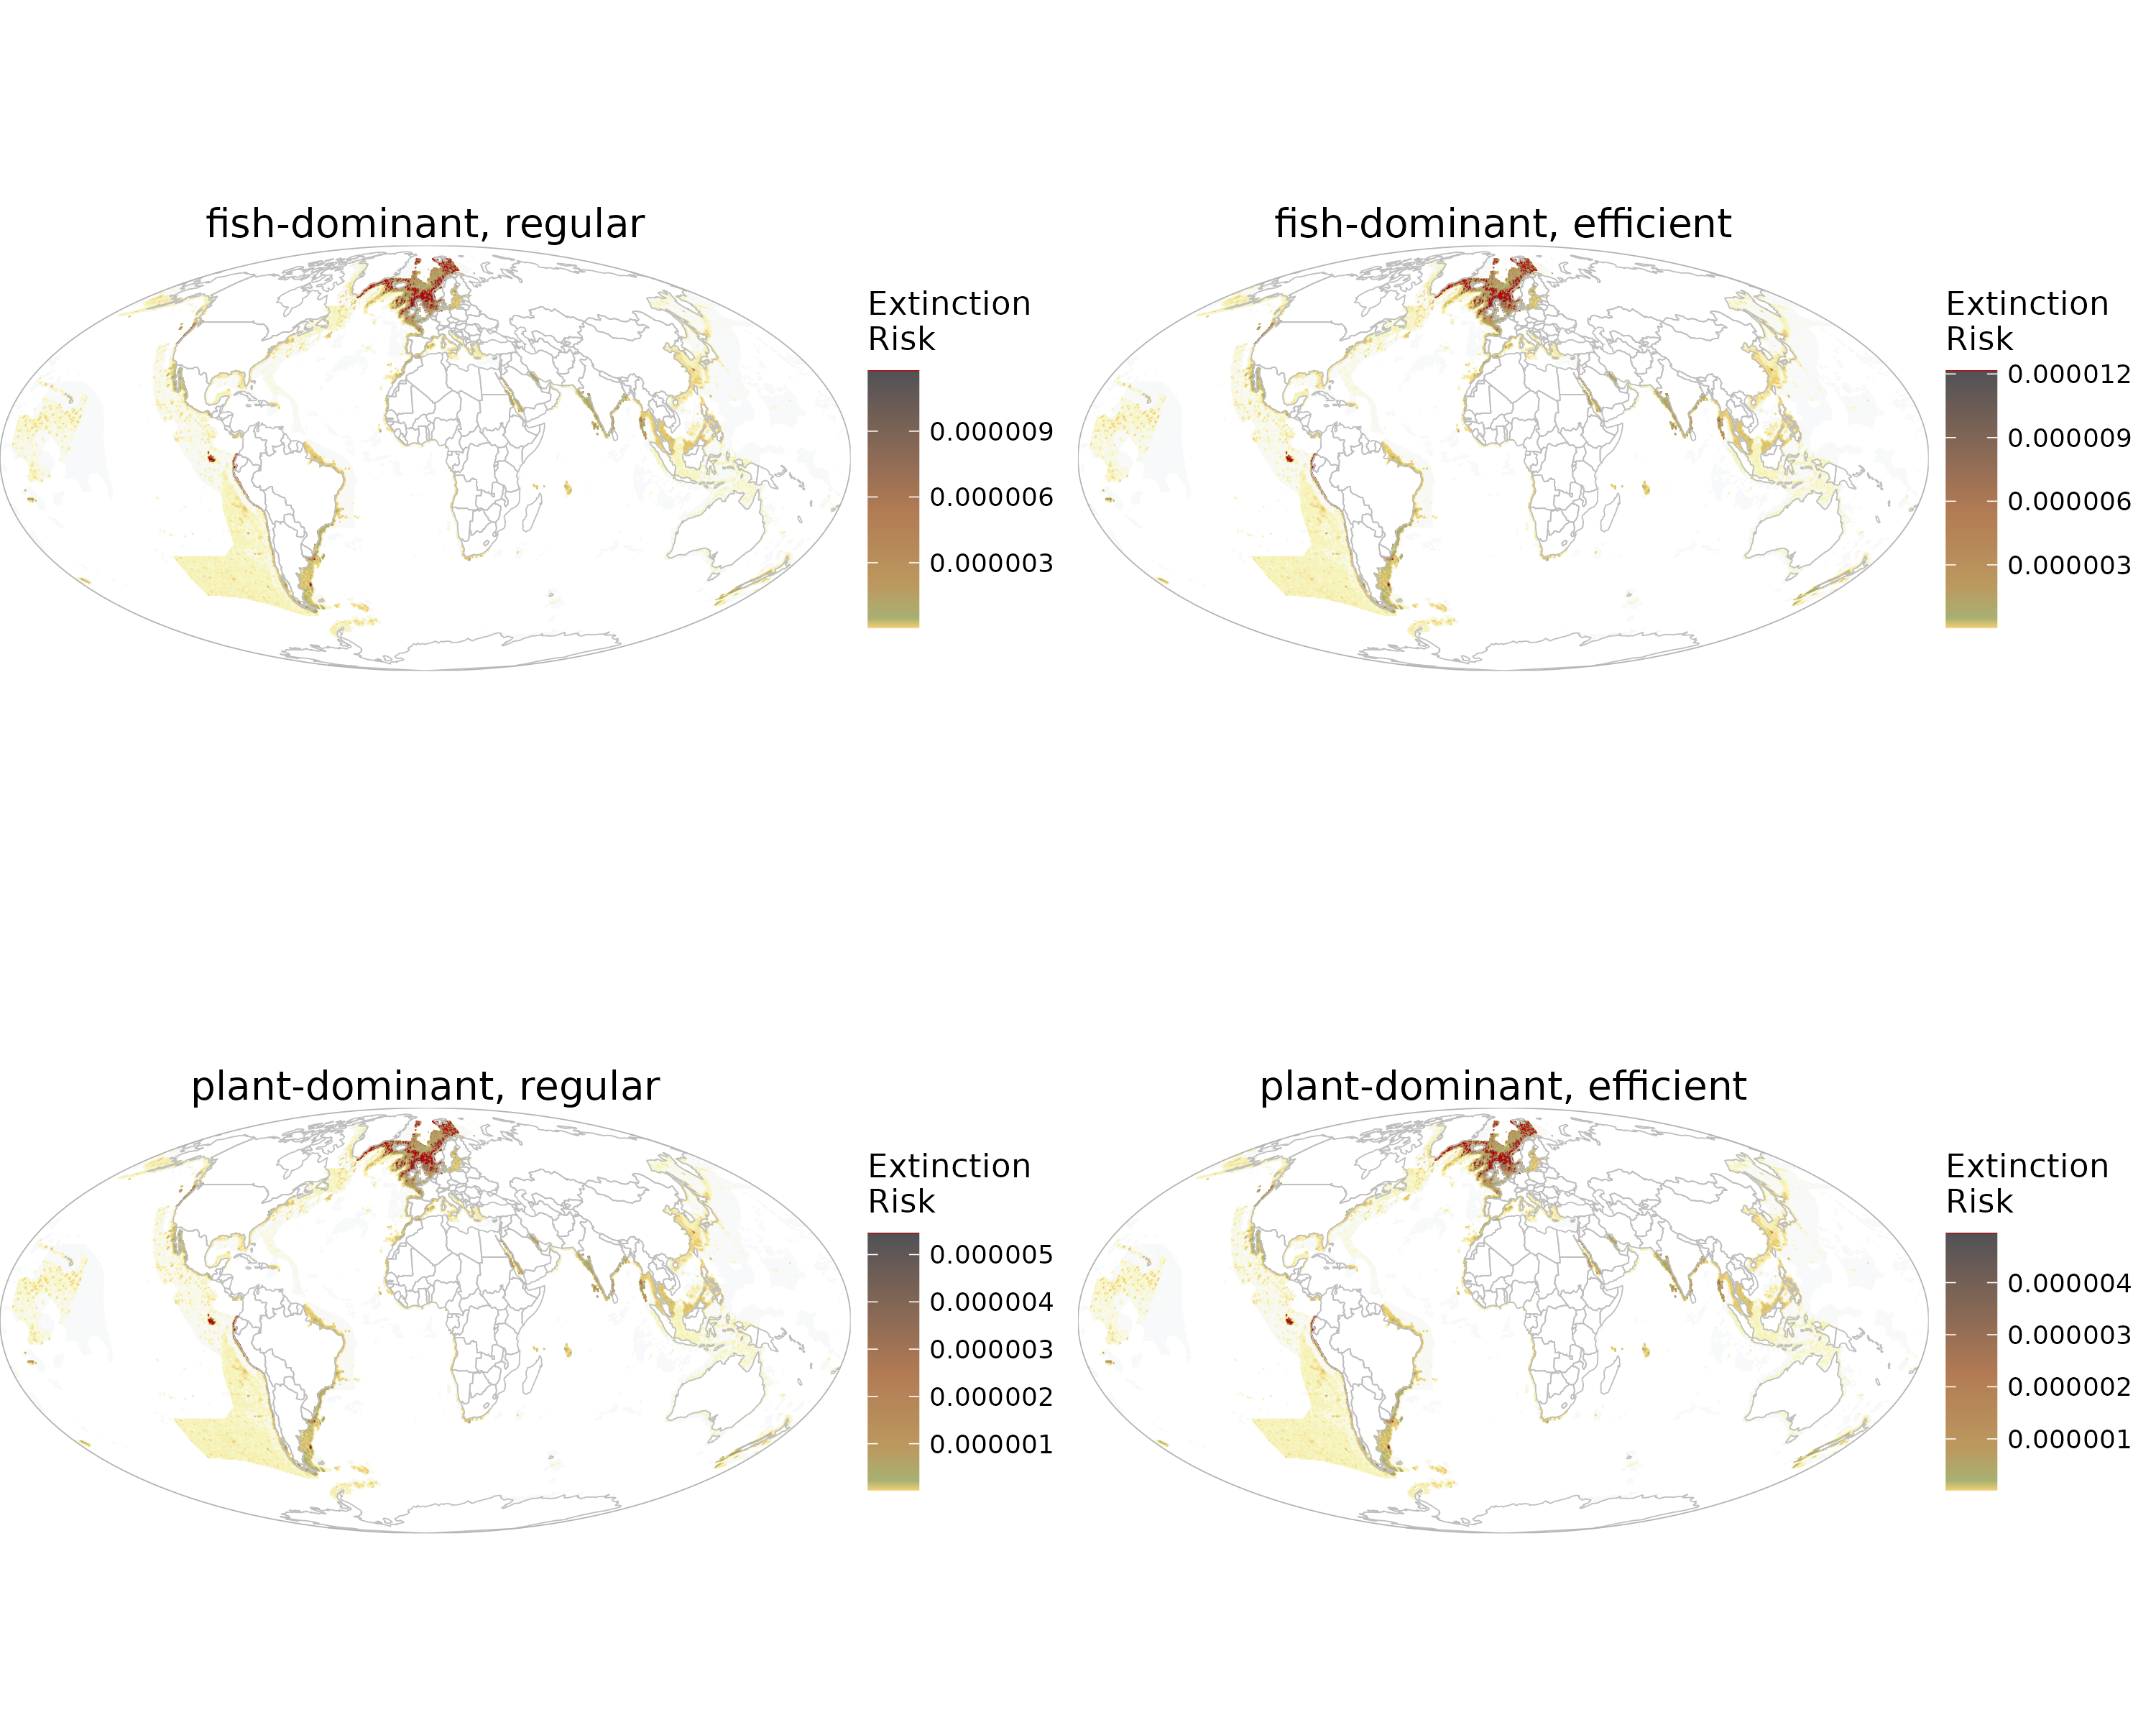 fish-dominant, regular
Extinction
Risk
0.000009
0.000006
0.000003
fish-dominant, efficient
Extinction
Risk
0.000012
0.000009
0.000006
0.000003
plant-dominant, regular
Extinction
Risk
0.000005
0.000004
0.000003
0.000002
0.000001
plant-dominant, efficient
Extinction
Risk
0.000004
0.000003
0.000002
0.000001